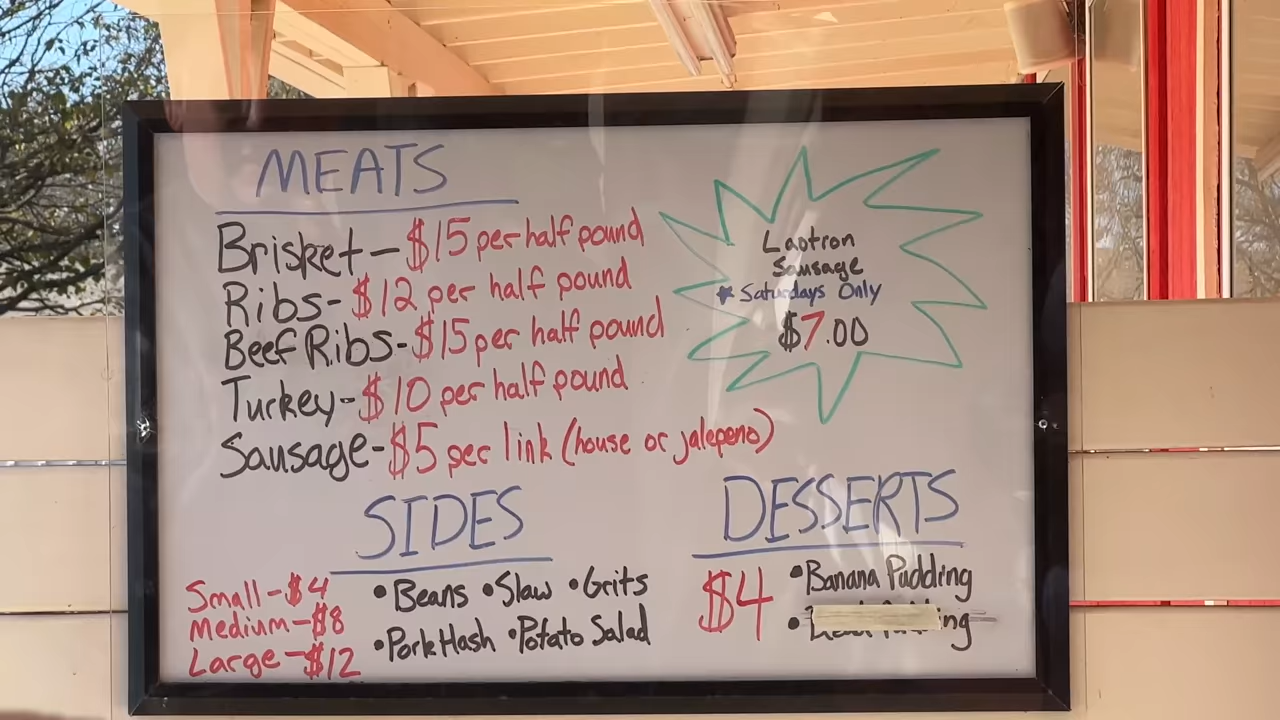 MEATS
Brisket - $15 per half pound
Ribs - $12 per half pound
Beef Ribs - $15 per half pound
Turkey - $10 per half pound
Sausage - $5 per link (house or jalepeno)
Laotron
Sausage
* Saturdays Only
$7.00
SIDES
Small - $4
Medium - $8
Large - $12
• Beans • Slaw • Grits
• Pork Hash • Potato Salad
DESSERTS
$4
• Banana Pudding